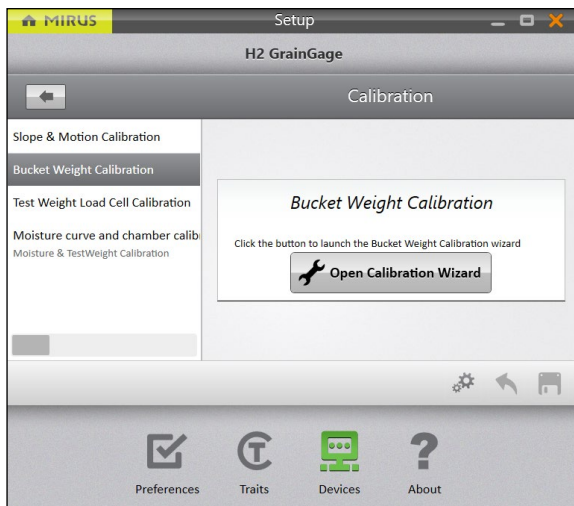 MIRUS
Setup
H2 GrainGage
Calibration
Slope & Motion Calibration
Bucket Weight Calibration
Test Weight Load Cell Calibration
Moisture curve and chamber calib
Moisture & TestWeight Calibration
Bucket Weight Calibration
Click the button to launch the Bucket Weight Calibration wizard
Open Calibration Wizard
Preferences
Traits
Devices
About